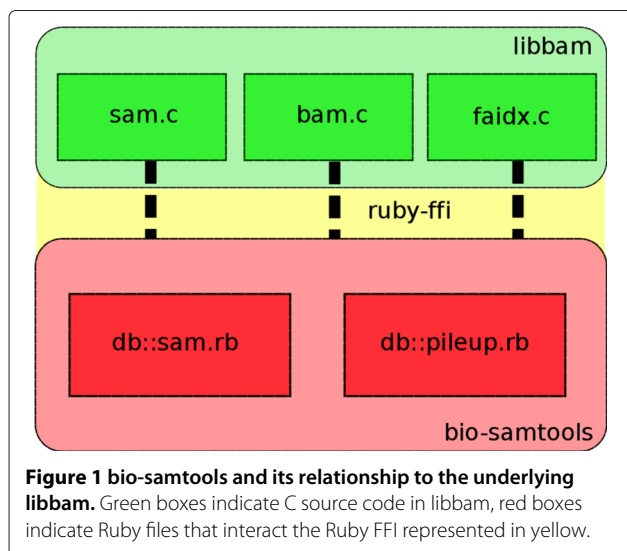 libbam
sam.c
bam.c
faidx.c
ruby-ffi
db::sam.rb
db::pileup.rb
bio-samtools
Figure 1 bio-samtools and its relationship to the underlying
libbam. Green boxes indicate C source code in libbam, red boxes
indicate Ruby files that interact the Ruby FFI represented in yellow.